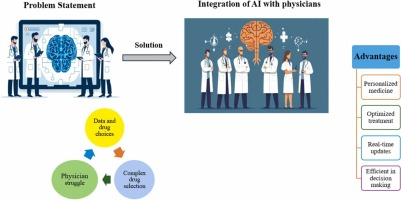 Problem Statement
Solution
Integration of AI with physicians
Data and
drug
choices
Physician
struggle
Complex
drug
selection
Advantages
Personalized
medicine
Optimized
treatment
Real-time
updates
Efficient in
decision
making